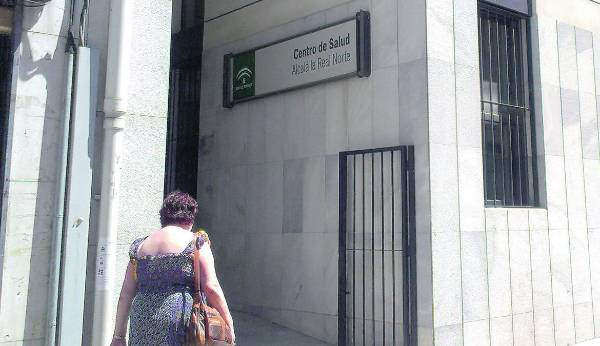 Centro de Salud
Alcalá la Real Norte